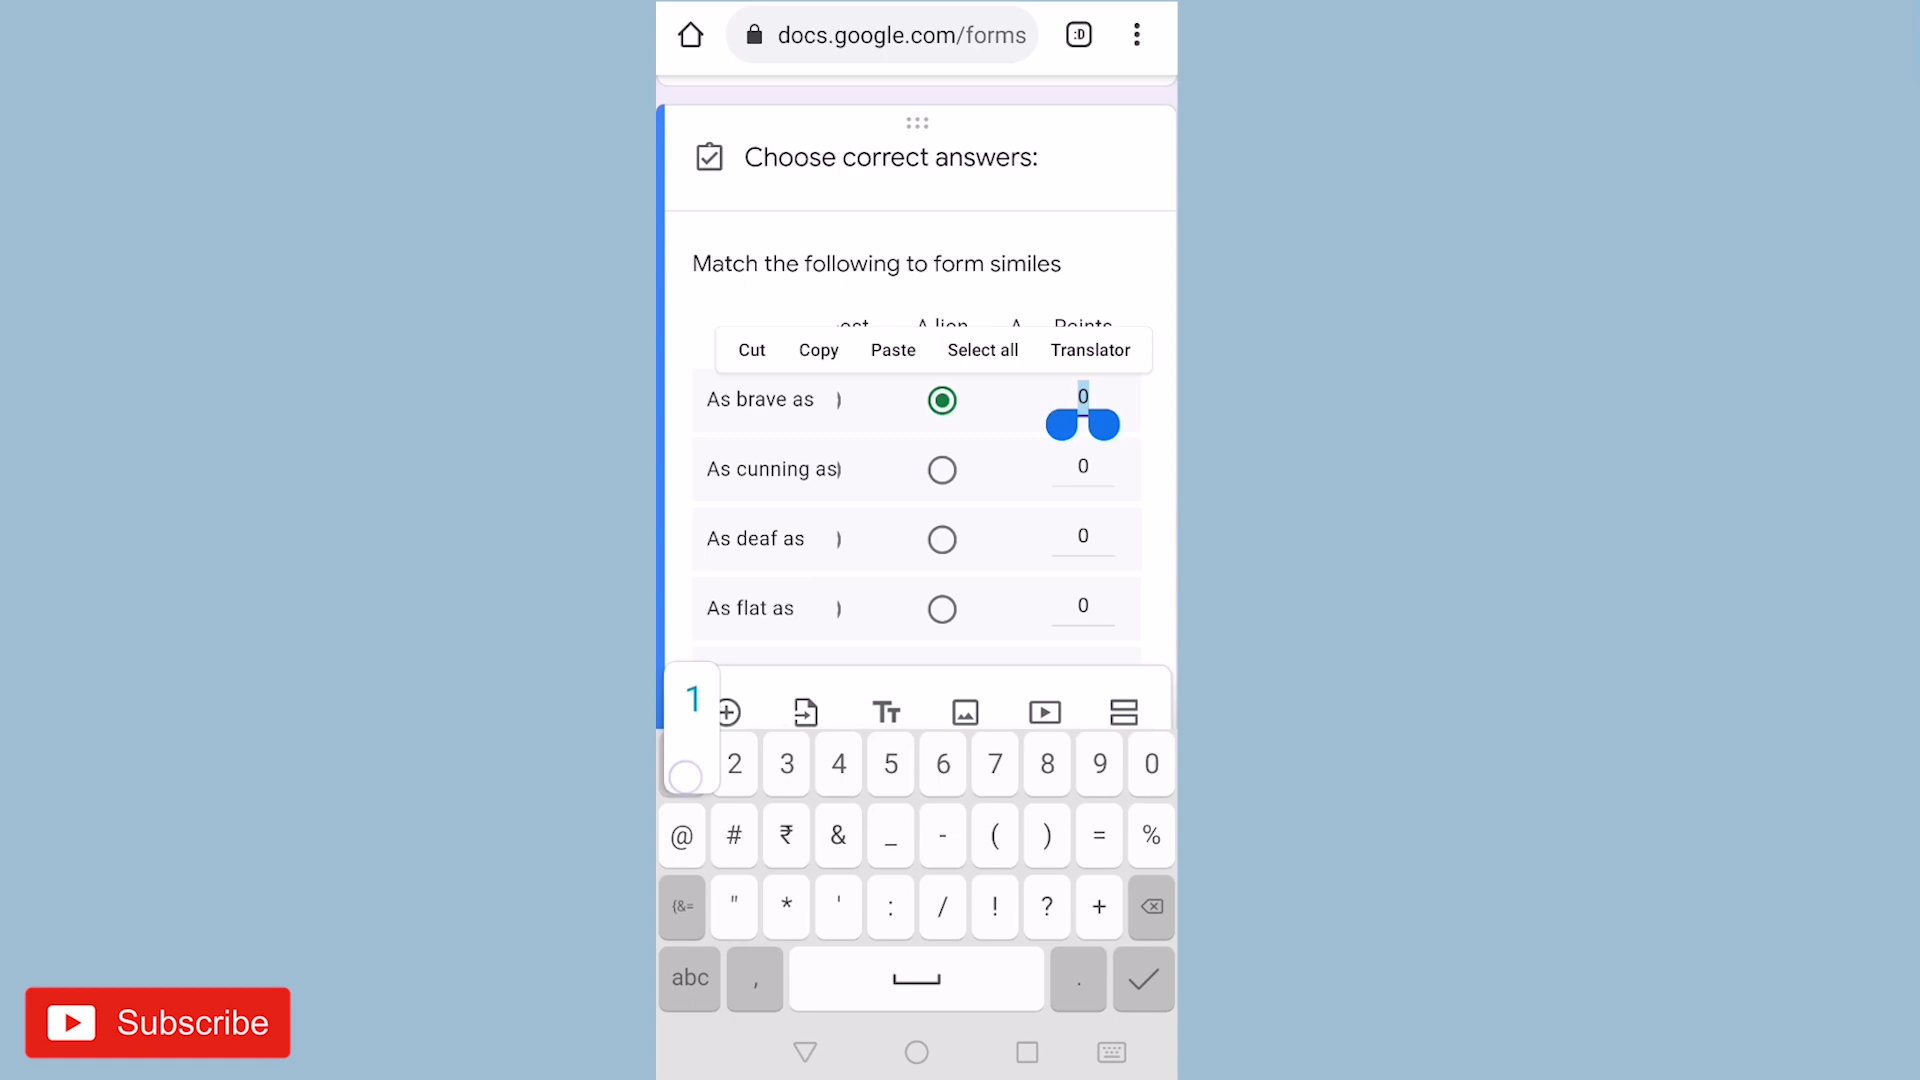 docs.google.com/forms
:D
Choose correct answers:
Match the following to form similes
A lion A Points
Cut Copy Paste Select all Translator
As brave as ) 0
As cunning as) 0
As deaf as ) 0
As flat as ) 0
1
Tт
2 3 4 5 6 7 8 9 0
@ # ₹ & _ - ( ) = %
{&= " * ' : / ! ? +
abc , .
Subscribe